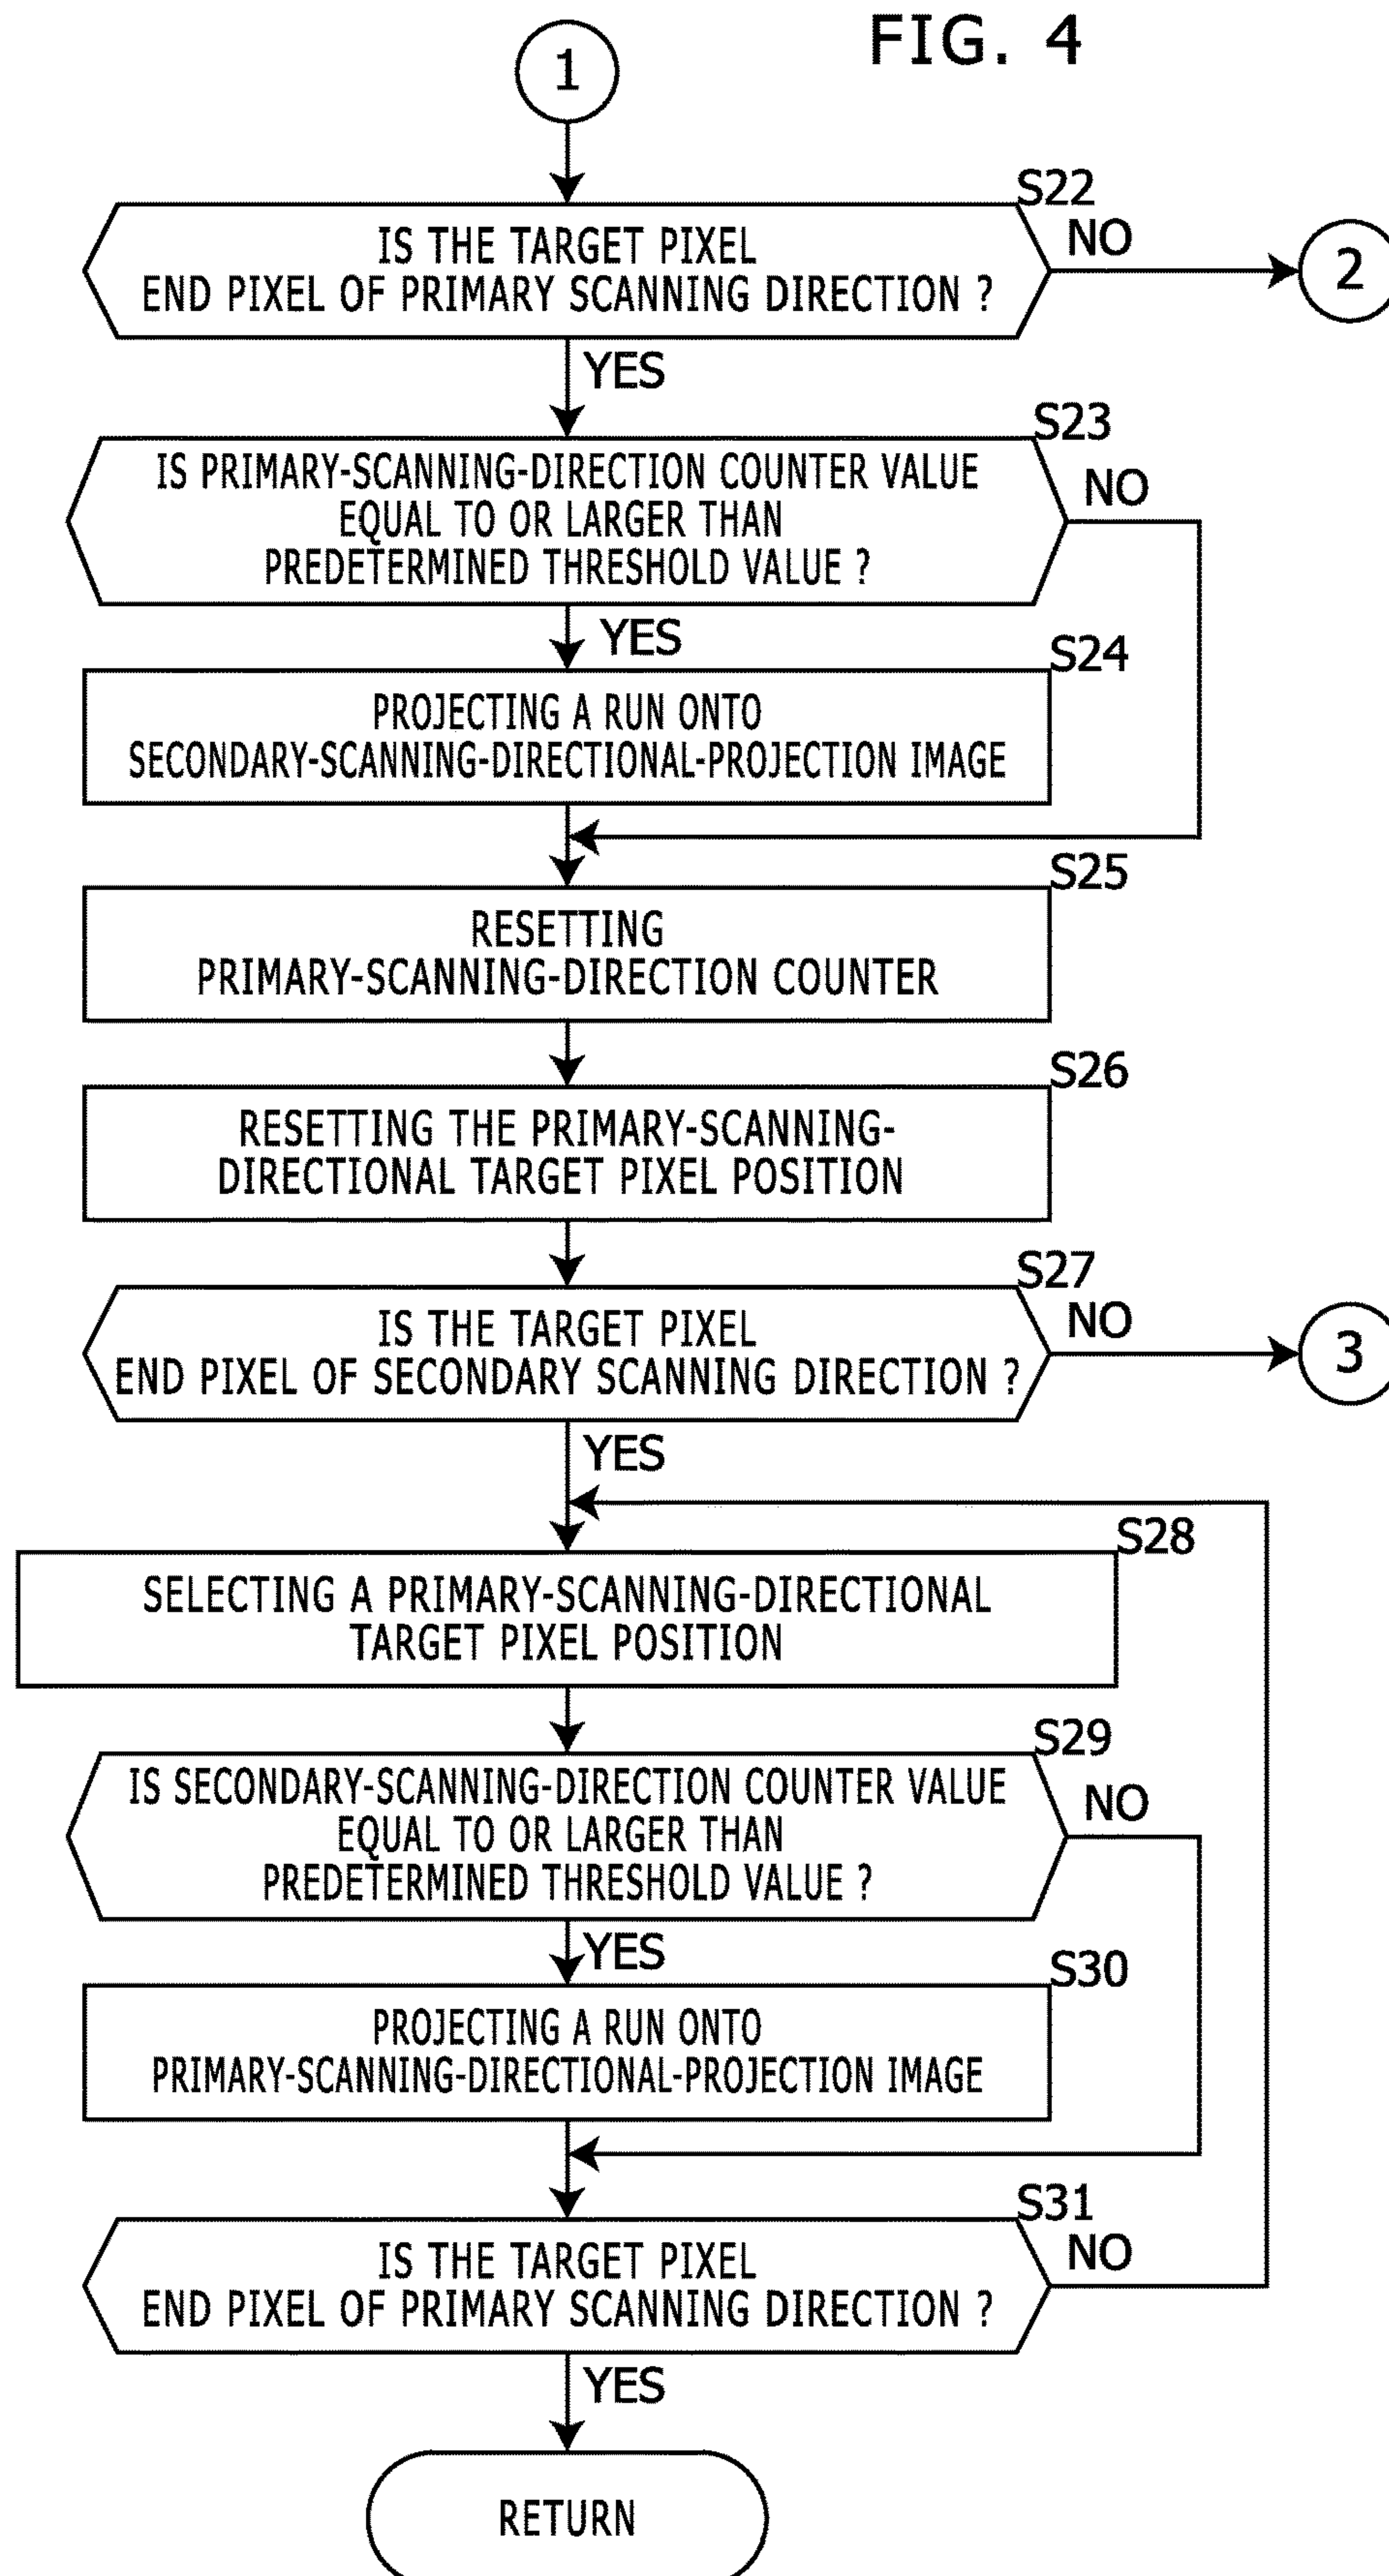 FIG. 4
1
S22
IS THE TARGET PIXEL
END PIXEL OF PRIMARY SCANNING DIRECTION ?
NO
2
YES
S23
IS PRIMARY-SCANNING-DIRECTION COUNTER VALUE
EQUAL TO OR LARGER THAN
PREDETERMINED THRESHOLD VALUE ?
NO
YES
S24
PROJECTING A RUN ONTO
SECONDARY-SCANNING-DIRECTIONAL-PROJECTION IMAGE
S25
RESETTING
PRIMARY-SCANNING-DIRECTION COUNTER
S26
RESETTING THE PRIMARY-SCANNING-
DIRECTIONAL TARGET PIXEL POSITION
S27
IS THE TARGET PIXEL
END PIXEL OF SECONDARY SCANNING DIRECTION ?
NO
3
YES
S28
SELECTING A PRIMARY-SCANNING-DIRECTIONAL
TARGET PIXEL POSITION
S29
IS SECONDARY-SCANNING-DIRECTION COUNTER VALUE
EQUAL TO OR LARGER THAN
PREDETERMINED THRESHOLD VALUE ?
NO
YES
S30
PROJECTING A RUN ONTO
PRIMARY-SCANNING-DIRECTIONAL-PROJECTION IMAGE
S31
IS THE TARGET PIXEL
END PIXEL OF PRIMARY SCANNING DIRECTION ?
NO
YES
RETURN